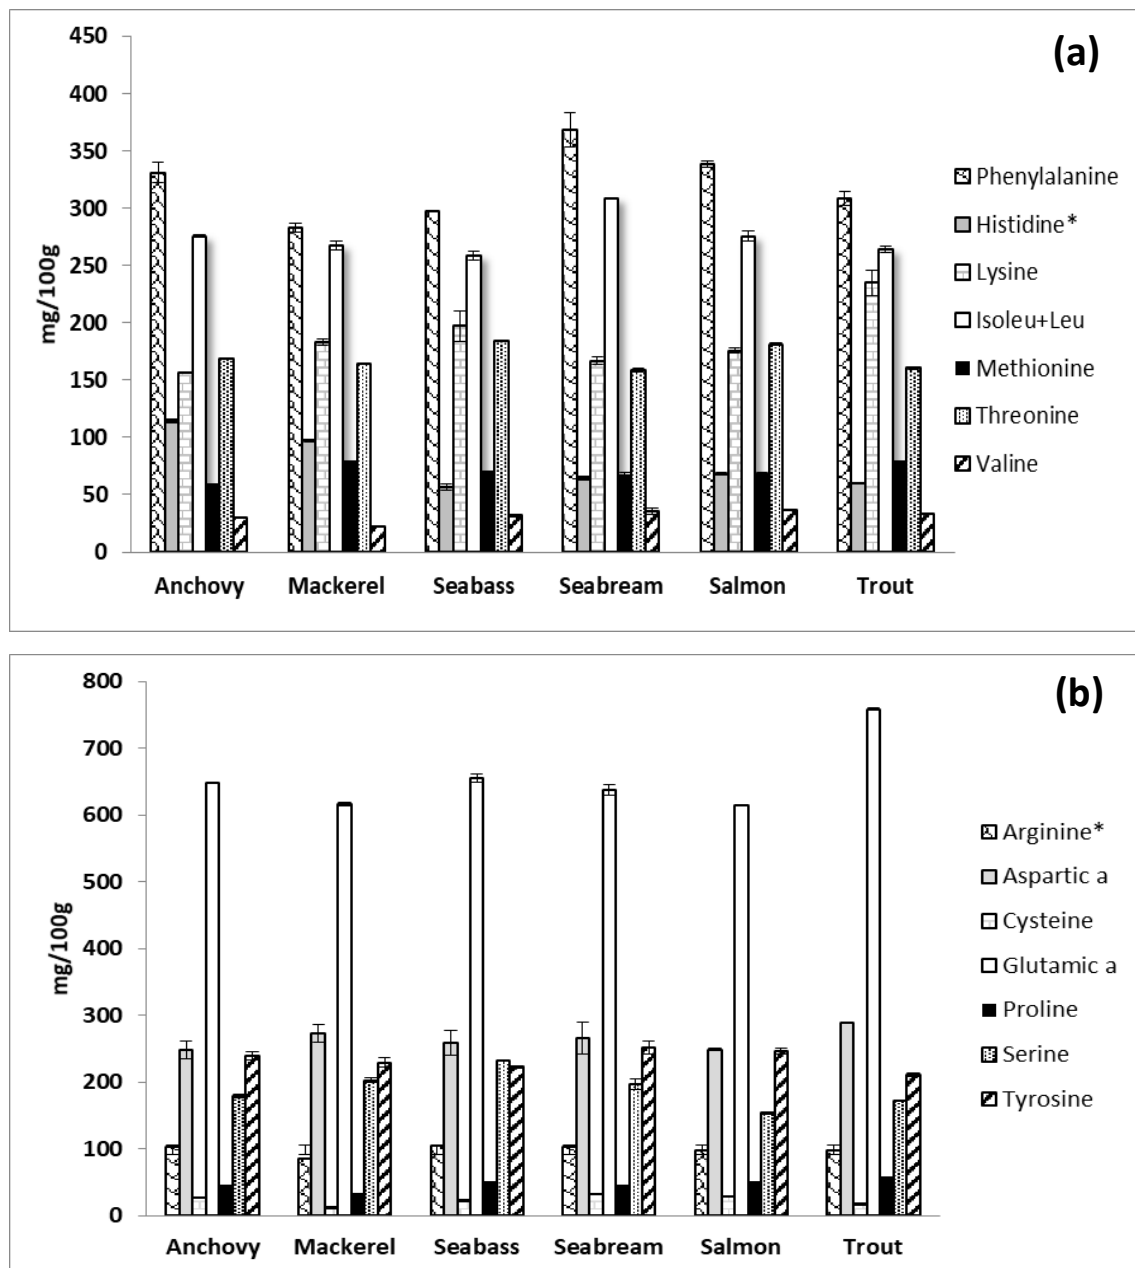 (a)
450
400
350
300
250
200
150
100
50
0
mg/100g
Anchovy Mackerel Seabass Seabream Salmon Trout
Phenylalanine
Histidine*
Lysine
Isoleu+Leu
Methionine
Threonine
Valine
(b)
800
700
600
500
400
300
200
100
0
mg/100g
Anchovy Mackerel Seabass Seabream Salmon Trout
Arginine*
Aspartic a
Cysteine
Glutamic a
Proline
Serine
Tyrosine